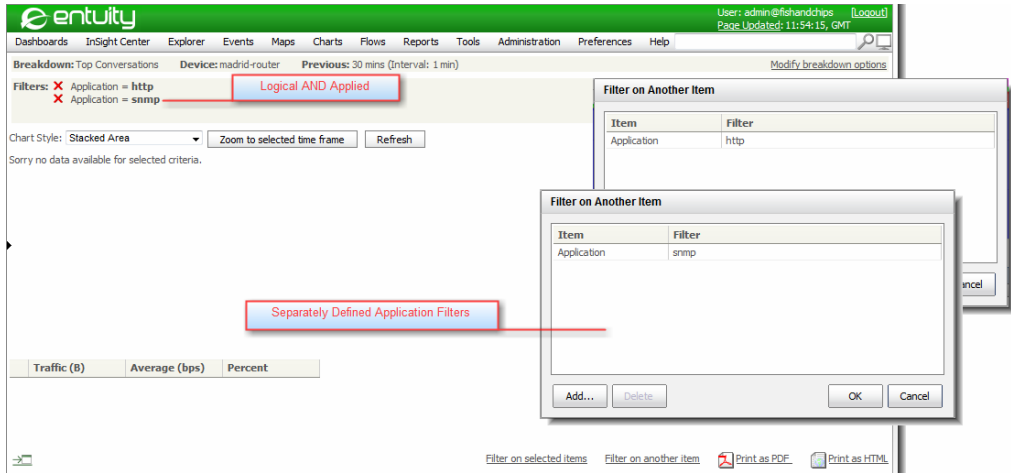 entuity
User: admin@fishandchips [Logout]
Page Updated: 11:54:15, GMT
Dashboards InSight Center Explorer Events Maps Charts Flows Reports Tools Administration Preferences Help
Breakdown: Top Conversations Device: madrid-router Previous: 30 mins (Interval: 1 min) Modify breakdown options
Filters: Application = http
Application = snmp
Logical AND Applied
Chart Style: Stacked Area Zoom to selected time frame Refresh
Sorry no data available for selected criteria.
Filter on Another Item
Item Filter
Application http
ancel
Filter on Another Item
Item Filter
Application snmp
Separately Defined Application Filters
Add... Delete OK Cancel
Traffic (B) Average (bps) Percent
Filter on selected items Filter on another item Print as PDF Print as HTML